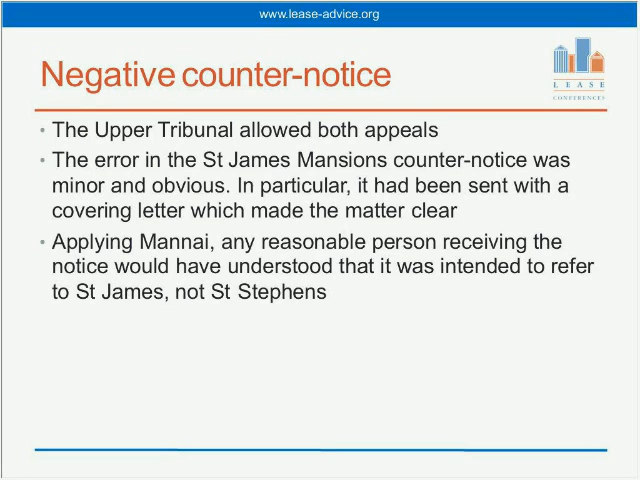 www.lease-advice.org
Negative counter-notice
L E A S E
CONFERENCES
• The Upper Tribunal allowed both appeals
• The error in the St James Mansions counter-notice was
minor and obvious. In particular, it had been sent with a
covering letter which made the matter clear
• Applying Mannai, any reasonable person receiving the
notice would have understood that it was intended to refer
to St James, not St Stephens